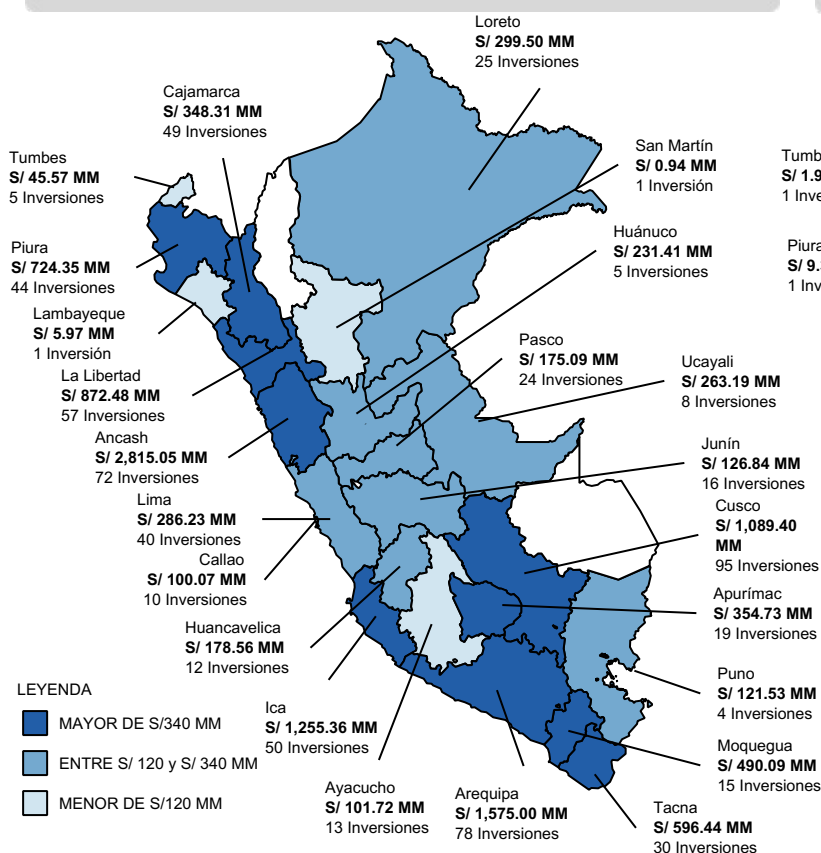 Loreto
S/ 299.50 MM
25 Inversiones
Cajamarca
S/ 348.31 MM
49 Inversiones
San Martín
S/ 0.94 MM
1 Inversión
Tumbes
S/ 45.57 MM
5 Inversiones
Huánuco
S/ 231.41 MM
5 Inversiones
Piura
S/ 724.35 MM
44 Inversiones
Lambayeque
S/ 5.97 MM
1 Inversión
Pasco
S/ 175.09 MM
24 Inversiones
Ucayali
S/ 263.19 MM
8 Inversiones
La Libertad
S/ 872.48 MM
57 Inversiones
Ancash
S/ 2,815.05 MM
72 Inversiones
Junín
S/ 126.84 MM
16 Inversiones
Lima
S/ 286.23 MM
40 Inversiones
Cusco
S/ 1,089.40
MM
95 Inversiones
Callao
S/ 100.07 MM
10 Inversiones
Apurímac
S/ 354.73 MM
19 Inversiones
Huancavelica
S/ 178.56 MM
12 Inversiones
Puno
S/ 121.53 MM
4 Inversiones
Ica
S/ 1,255.36 MM
50 Inversiones
Moquegua
S/ 490.09 MM
15 Inversiones
Ayacucho
S/ 101.72 MM
13 Inversiones
Arequipa
S/ 1,575.00 MM
78 Inversiones
Tacna
S/ 596.44 MM
30 Inversiones
LEYENDA
MAYOR DE S/340 MM
ENTRE S/ 120 y S/ 340 MM
MENOR DE S/120 MM
Tumb
S/ 1.9
1 Inve
Piura
S/ 9.
1 Inv